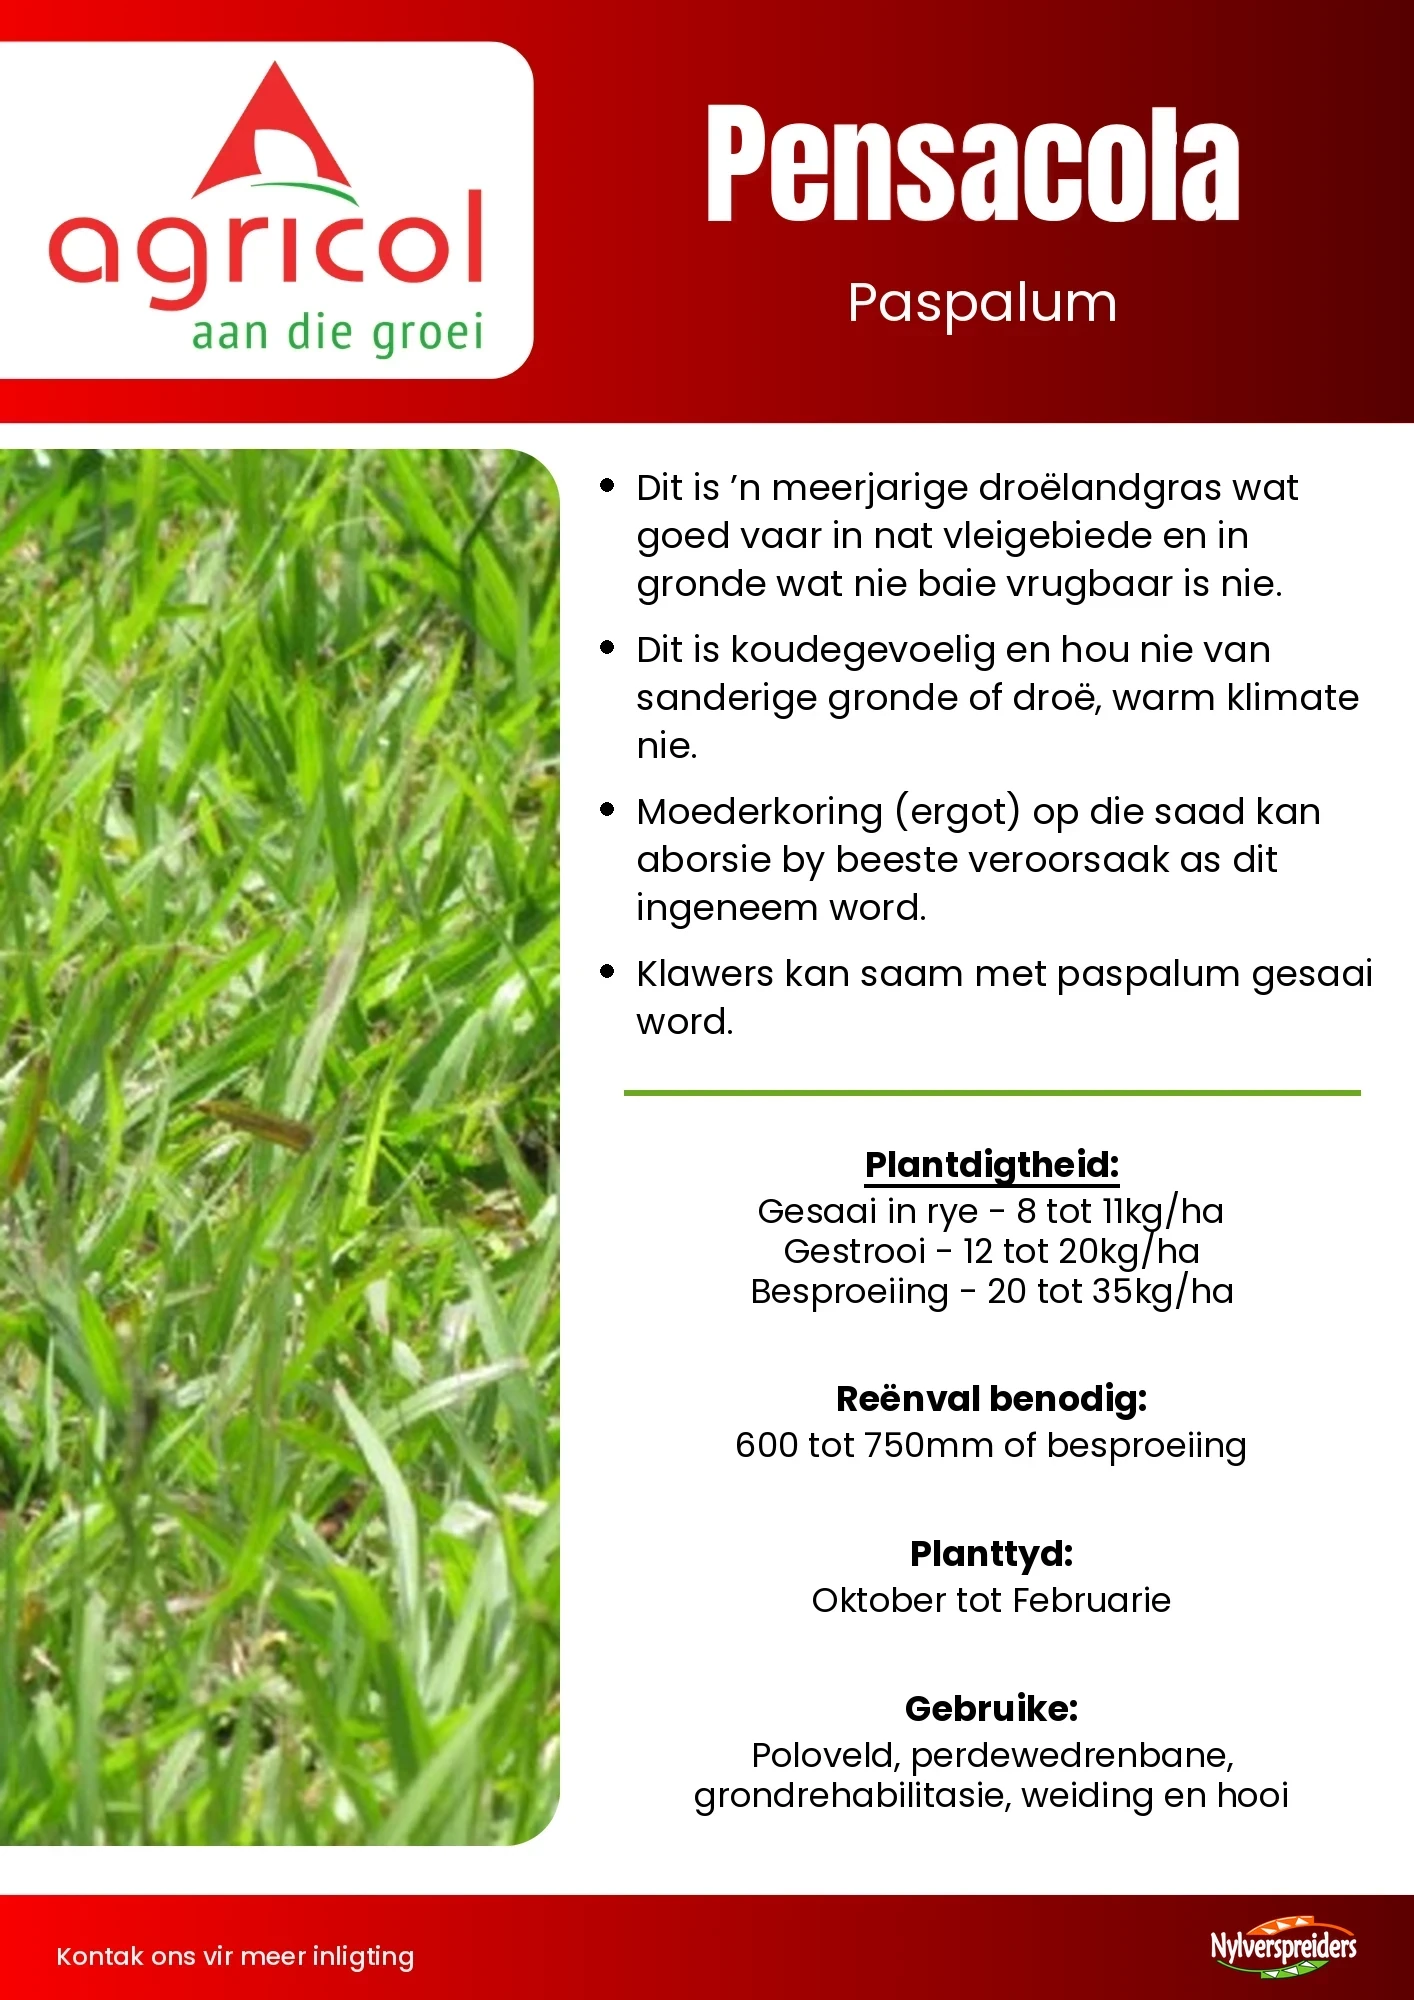 agricol
aan die groei
Pensacola
Paspalum
• Dit is ’n meerjarige droëlandgras wat
goed vaar in nat vleigebiede en in
gronde wat nie baie vrugbaar is nie.
• Dit is koudegevoelig en hou nie van
sanderige gronde of droë, warm klimate
nie.
• Moederkoring (ergot) op die saad kan
aborsie by beeste veroorsaak as dit
ingeneem word.
• Klawers kan saam met paspalum gesaai
word.
Plantdigtheid:
Gesaai in rye - 8 tot 11kg/ha
Gestrooi - 12 tot 20kg/ha
Besproeiing - 20 tot 35kg/ha
Reënval benodig:
600 tot 750mm of besproeiing
Planttyd:
Oktober tot Februarie
Gebruike:
Poloveld, perdewedrenbane,
grondrehabilitasie, weiding en hooi
Kontak ons vir meer inligting
Nylverspreiders